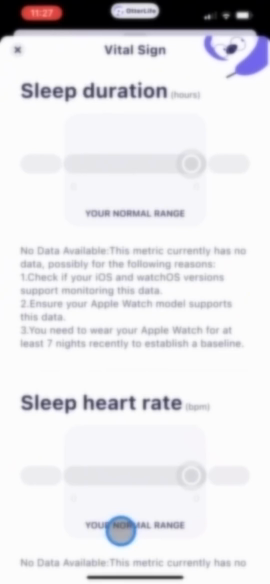 11:27
OtterLife
Vital Sign
Sleep duration (hours)
YOUR NORMAL RANGE
No Data Available:This metric currently has no
data, possibly for the following reasons:
1.Check if your iOS and watchOS versions
support monitoring this data.
2.Ensure your Apple Watch model supports
this data.
3.You need to wear your Apple Watch for at
least 7 nights recently to establish a baseline.
Sleep heart rate (bpm)
YOUR NORMAL RANGE
No Data Available:This metric currently has no